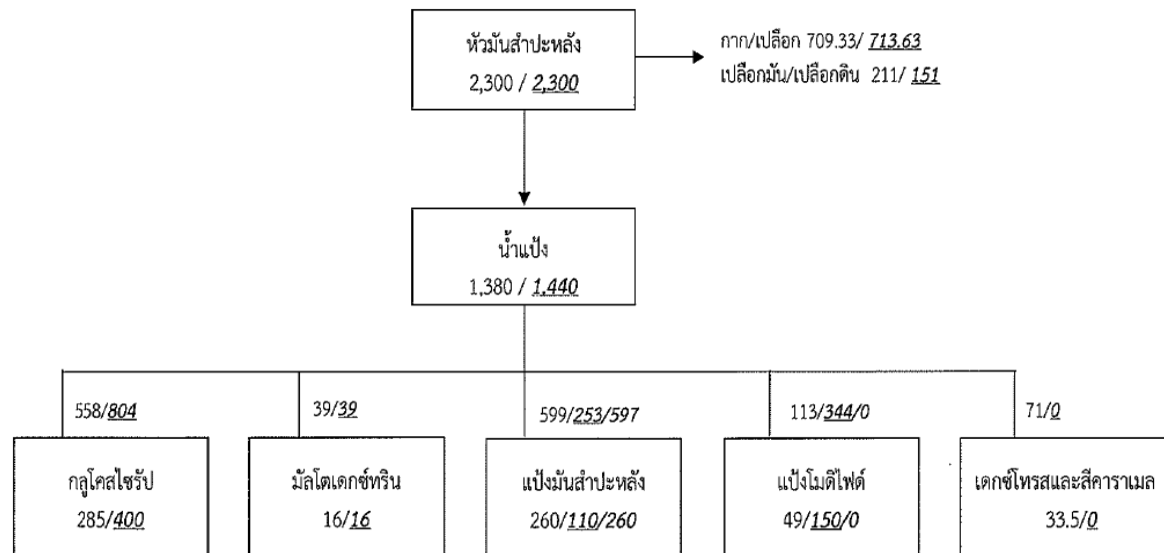 หัวมันสำปะหลัง
2,300 / 2,300
กาก/เปลือก 709.33/ 713.63
เปลือกมัน/เปลือกดิน 211/ 151
น้ำแป้ง
1,380 / 1,440
558/804
39/39
599/253/597
113/344/0
71/0
กลูโคสไซรัป
285/400
มัลโตเดกซ์ทริน
16/16
แป้งมันสำปะหลัง
260/110/260
แป้งโมดิไฟด์
49/150/0
เดกซ์โทรสและสีคาราเมล
33.5/0